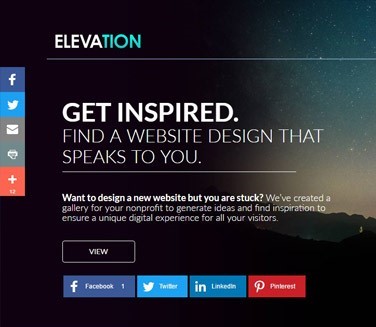 ELEVATION
GET INSPIRED.
FIND A WEBSITE DESIGN THAT
SPEAKS TO YOU.
Want to design a new website but you are stuck? We've created a
gallery for your nonprofit to generate ideas and find inspiration to
ensure a unique digital experience for all your visitors.
VIEW
12
Facebook 1
Twitter
LinkedIn
Pinterest